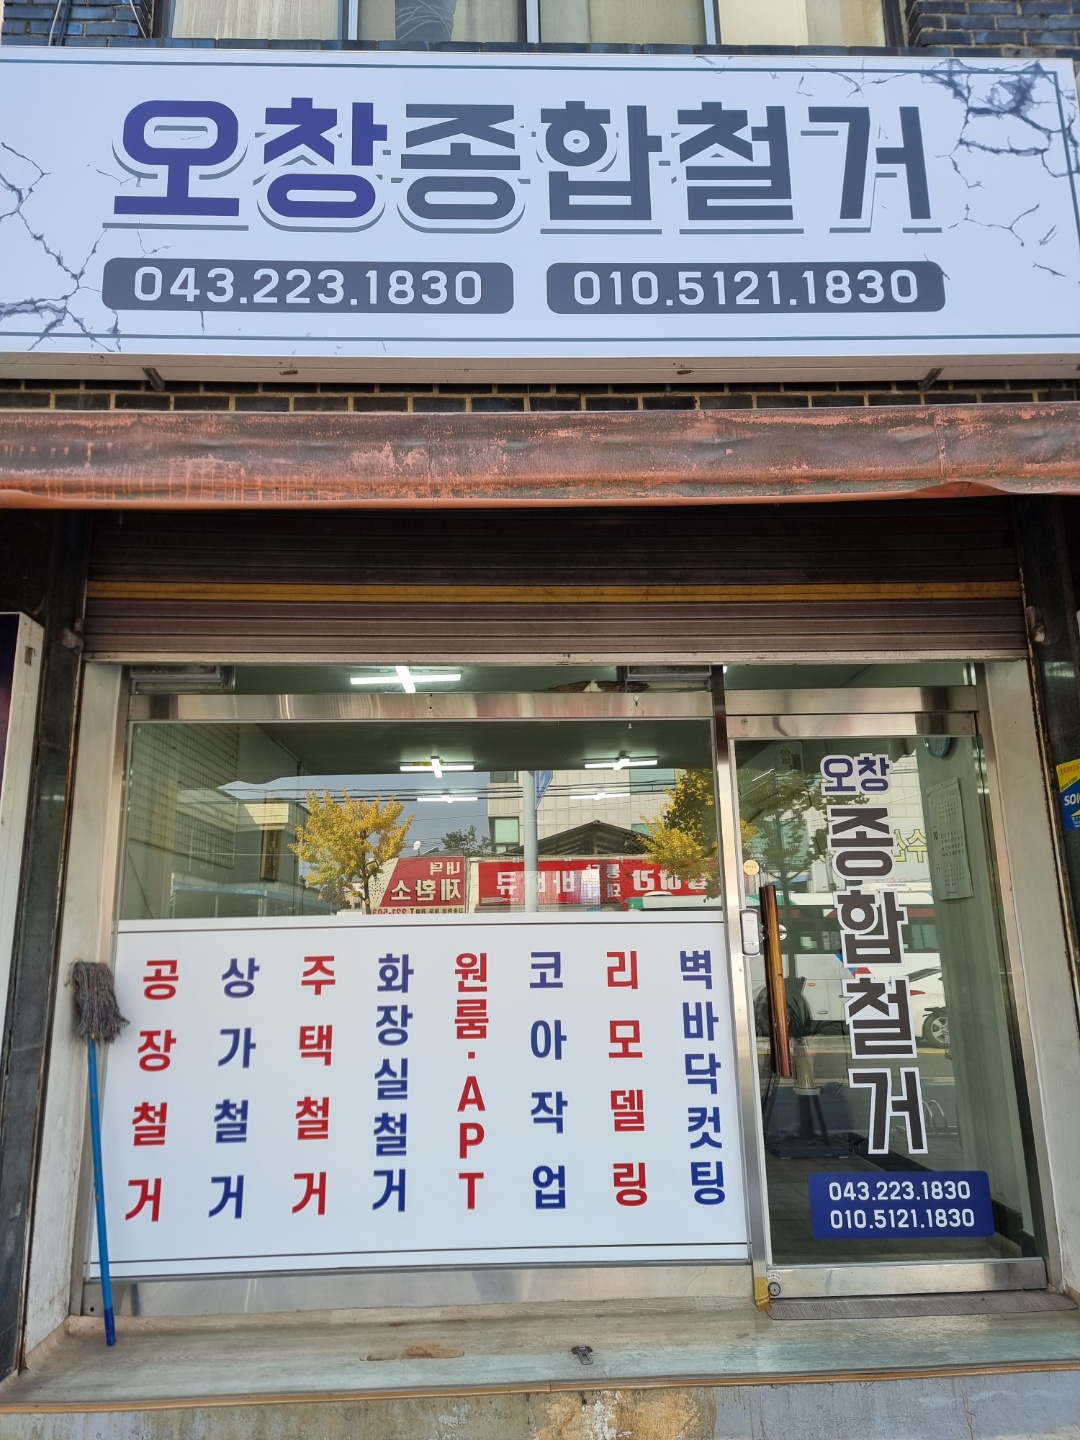 오창종합철거
043.223.1830 010.5121.1830
공장철거
상가철거
주택철거
화장실철거
원룸·APT
코아작업
리모델링
벽바닥컷팅
오창
종합철거
043.223.1830
010.5121.1830